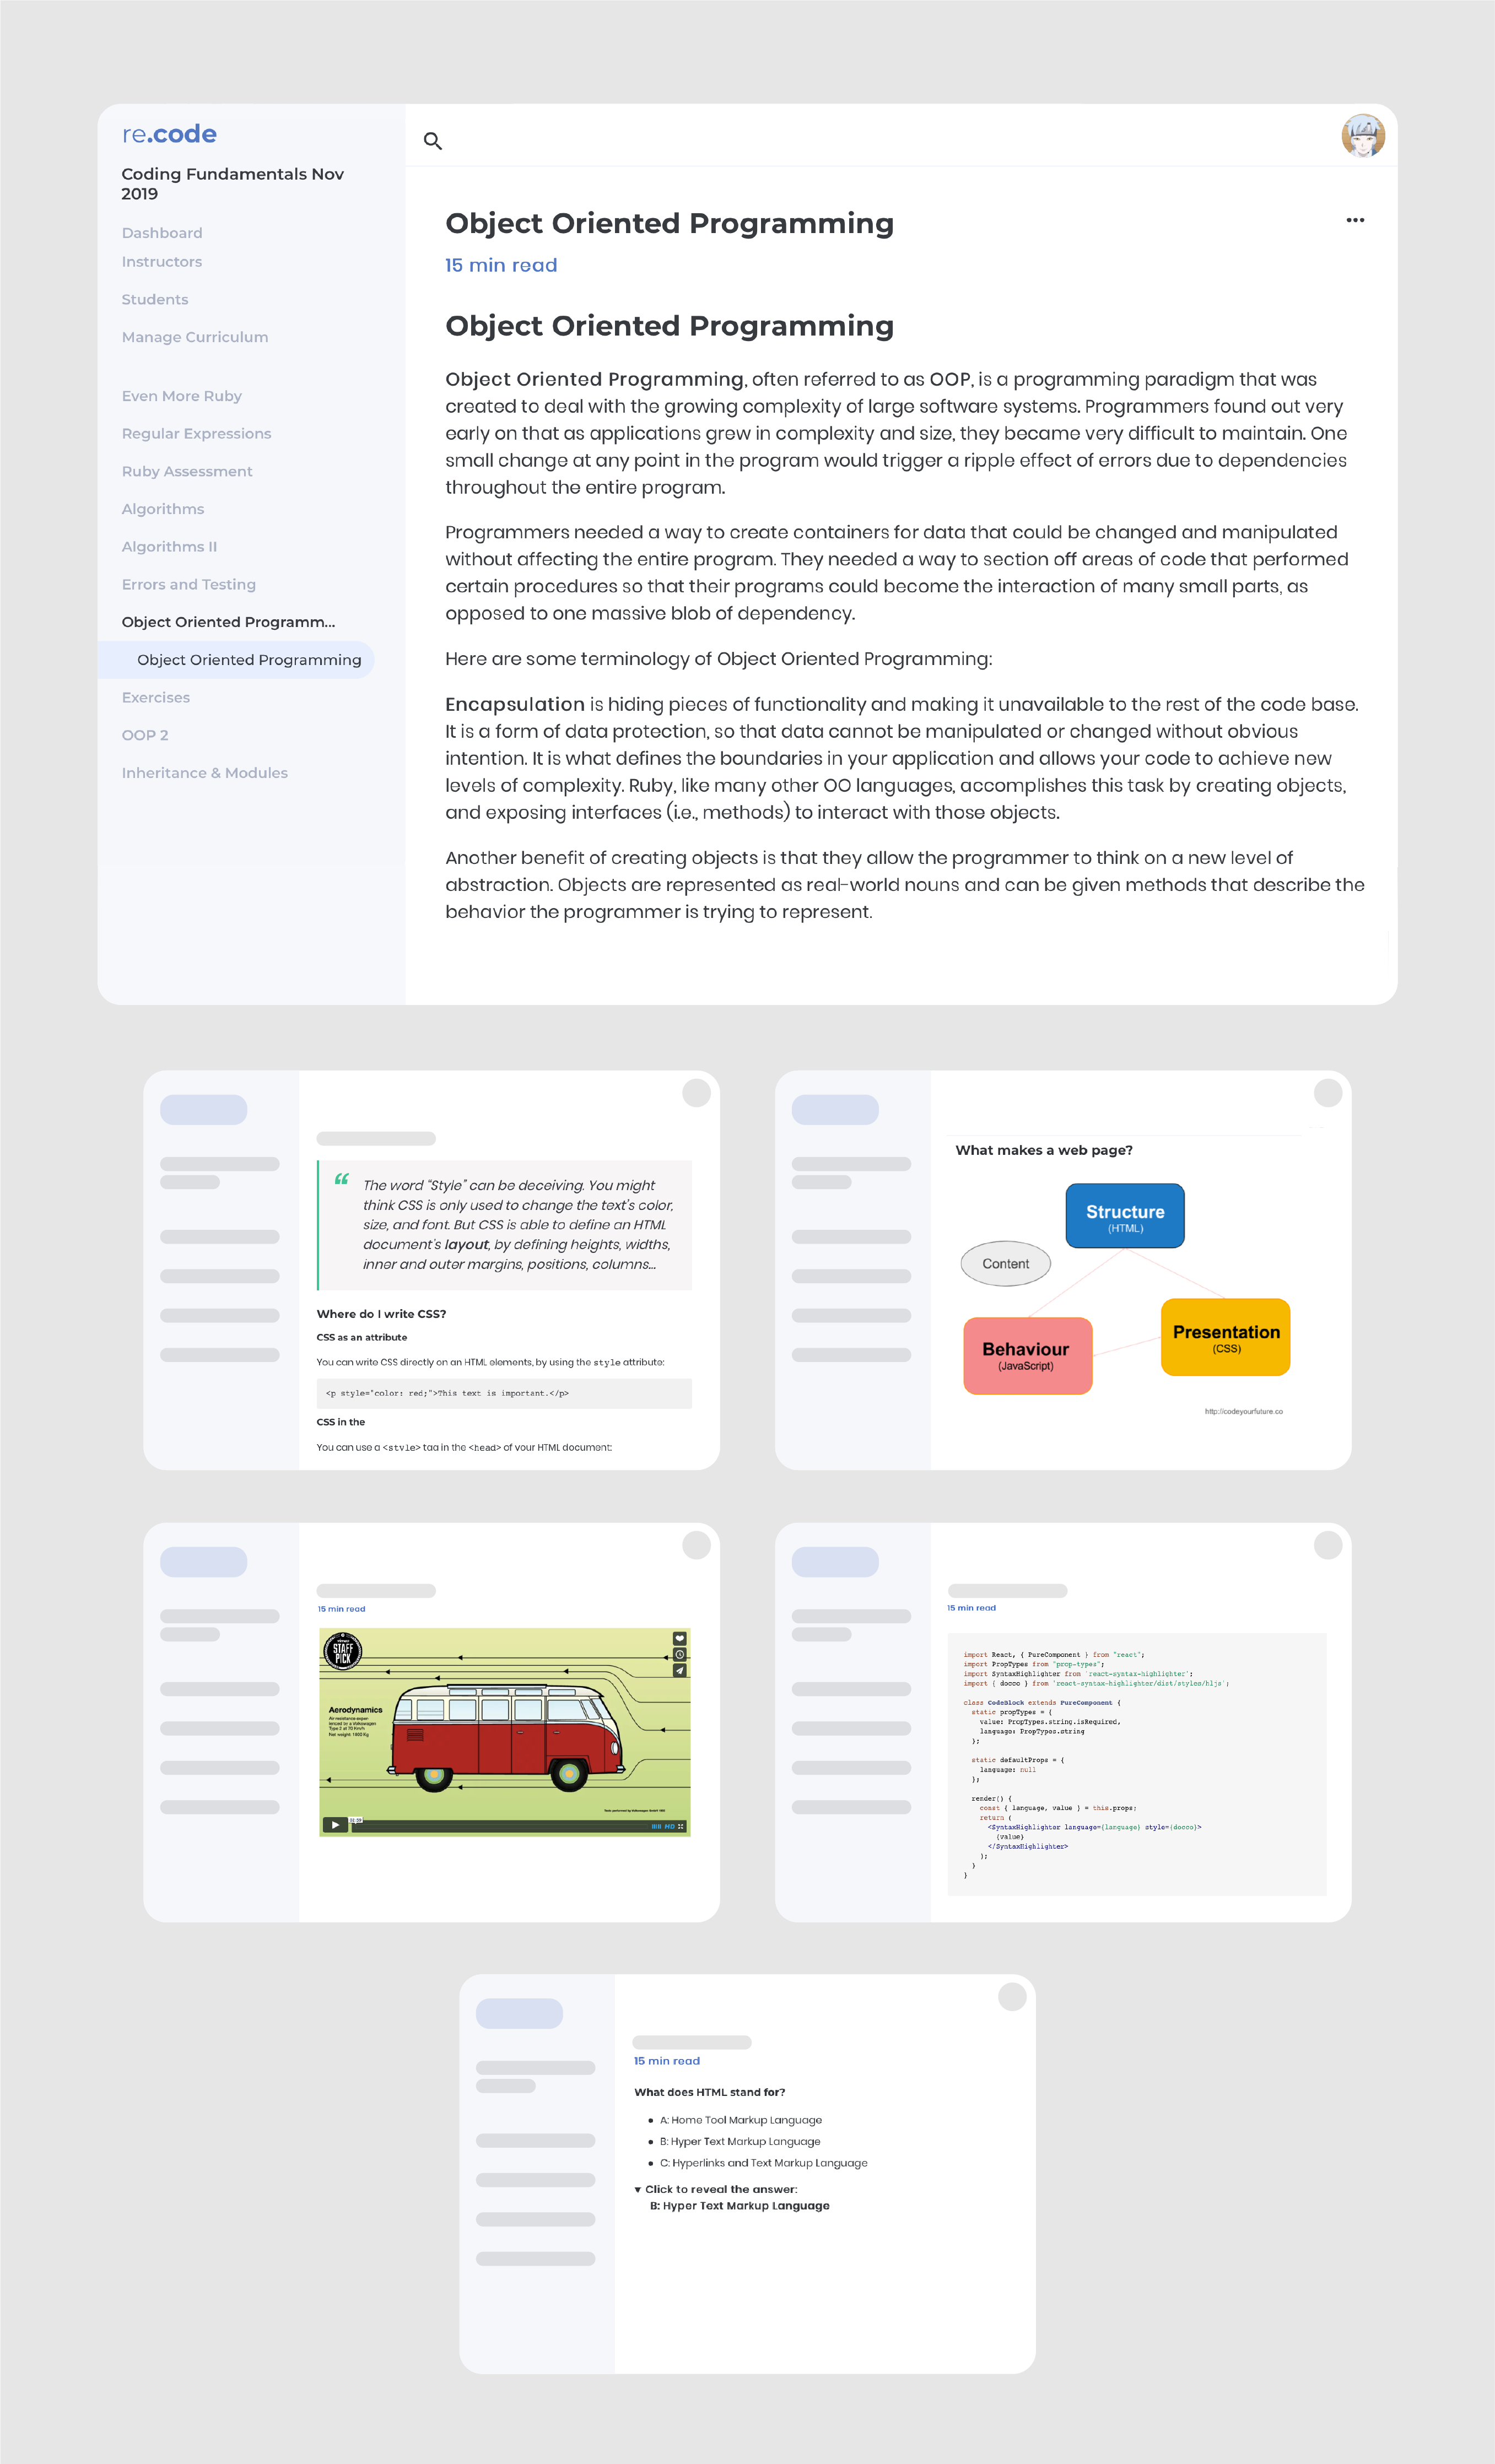 re.code
Coding Fundamentals Nov
2019
Dashboard
Instructors
Students
Manage Curriculum
Even More Ruby
Regular Expressions
Ruby Assessment
Algorithms
Algorithms II
Errors and Testing
Object Oriented Programm...
Object Oriented Programming
Exercises
OOP 2
Inheritance & Modules
Object Oriented Programming
15 min read
Object Oriented Programming
Object Oriented Programming, often referred to as OOP, is a programming paradigm that was
created to deal with the growing complexity of large software systems. Programmers found out very
early on that as applications grew in complexity and size, they became very difficult to maintain. One
small change at any point in the program would trigger a ripple effect of errors due to dependencies
throughout the entire program.
Programmers needed a way to create containers for data that could be changed and manipulated
without affecting the entire program. They needed a way to section off areas of code that performed
certain procedures so that their programs could become the interaction of many small parts, as
opposed to one massive blob of dependency.
Here are some terminology of Object Oriented Programming:
Encapsulation is hiding pieces of functionality and making it unavailable to the rest of the code base.
It is a form of data protection, so that data cannot be manipulated or changed without obvious
intention. It is what defines the boundaries in your application and allows your code to achieve new
levels of complexity. Ruby, like many other OO languages, accomplishes this task by creating objects,
and exposing interfaces (i.e., methods) to interact with those objects.
Another benefit of creating objects is that they allow the programmer to think on a new level of
abstraction. Objects are represented as real-world nouns and can be given methods that describe the
behavior the programmer is trying to represent.
“ The word “Style” can be deceiving. You might
think CSS is only used to change the text's color,
size, and font. But CSS is able to define an HTML
document's layout, by defining heights, widths,
inner and outer margins, positions, columns...
Where do I write CSS?
CSS as an attribute
You can write CSS directly on an HTML elements, by using the style attribute:
<p style="color: red;">This text is important.</p>
CSS in the
You can use a <style> tag in the <head> of your HTML document:
What makes a web page?
Structure
(HTML)
Content
Behaviour
(JavaScript)
Presentation
(CSS)
http://codeyourfuture.co
15 min read
STAFF
PICK
Aerodynamics
Air resistance experi-
enced by a Volkswagen
Type 2 at 70 Km/h
HD
15 min read
import React, { PureComponent } from "react";
import PropTypes from "prop-types";
import SyntaxHighlighter from 'react-syntax-highlighter';
import { docco } from 'react-syntax-highlighter/dist/styles/hljs';
class CodeBlock extends PureComponent {
static propTypes = {
value: PropTypes.string.isRequired,
language: PropTypes.string
};
static defaultProps = {
language: null
};
render() {
const { language, value } = this.props;
return (
<SyntaxHighlighter language={language} style={docco}>
{value}
</SyntaxHighlighter>
);
}
}
15 min read
What does HTML stand for?
• A: Home Tool Markup Language
• B: Hyper Text Markup Language
• C: Hyperlinks and Text Markup Language
▼ Click to reveal the answer:
B: Hyper Text Markup Language